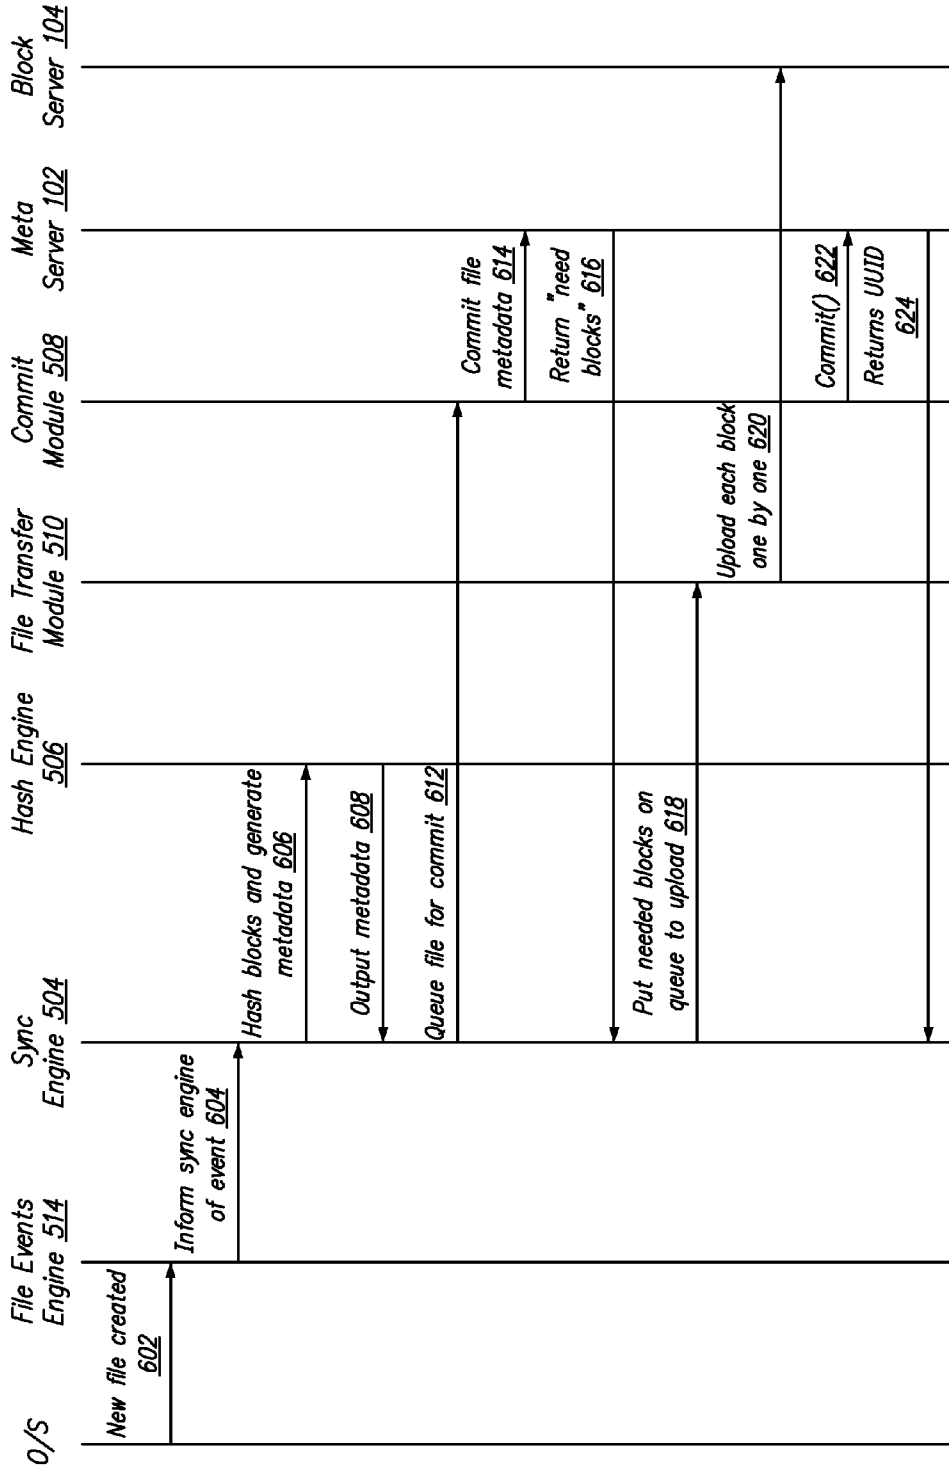 O/S
File Events
Engine 514
Sync
Engine 504
Hash Engine
506
File Transfer
Module 510
Commit
Module 508
Meta
Server 102
Block
Server 104
New file created
602
Inform sync engine
of event 604
Hash blocks and generate
metadata 606
Output metadata 608
Queue file for commit 612
Commit file
metadata 614
Return "need
blocks" 616
Put needed blocks on
queue to upload 618
Upload each block
one by one 620
Commit() 622
Returns UUID
624